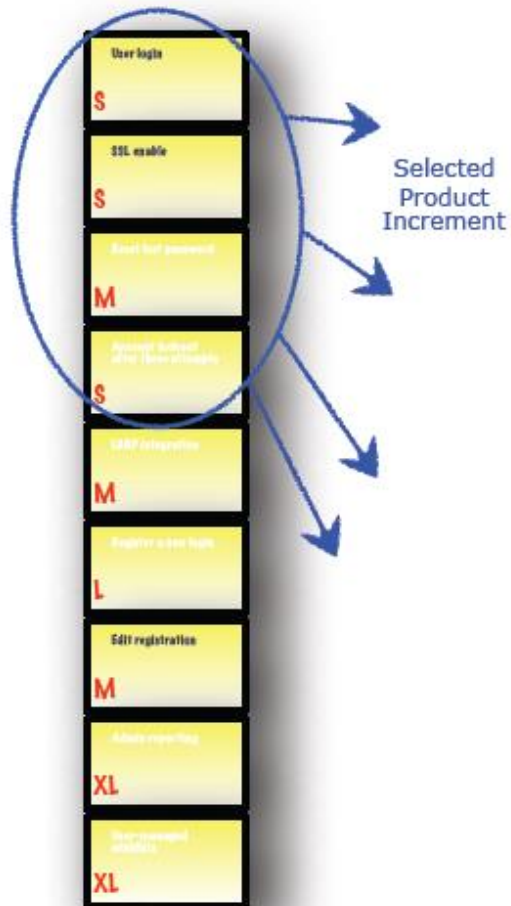 User login
S
SSL enable
S
Selected
Product
Increment
Reset lost password
M
Account lockout
after three attempts
S
LDAP integration
M
Register a new login
L
Edit registration
M
Admin reporting
XL
User-managed
XL